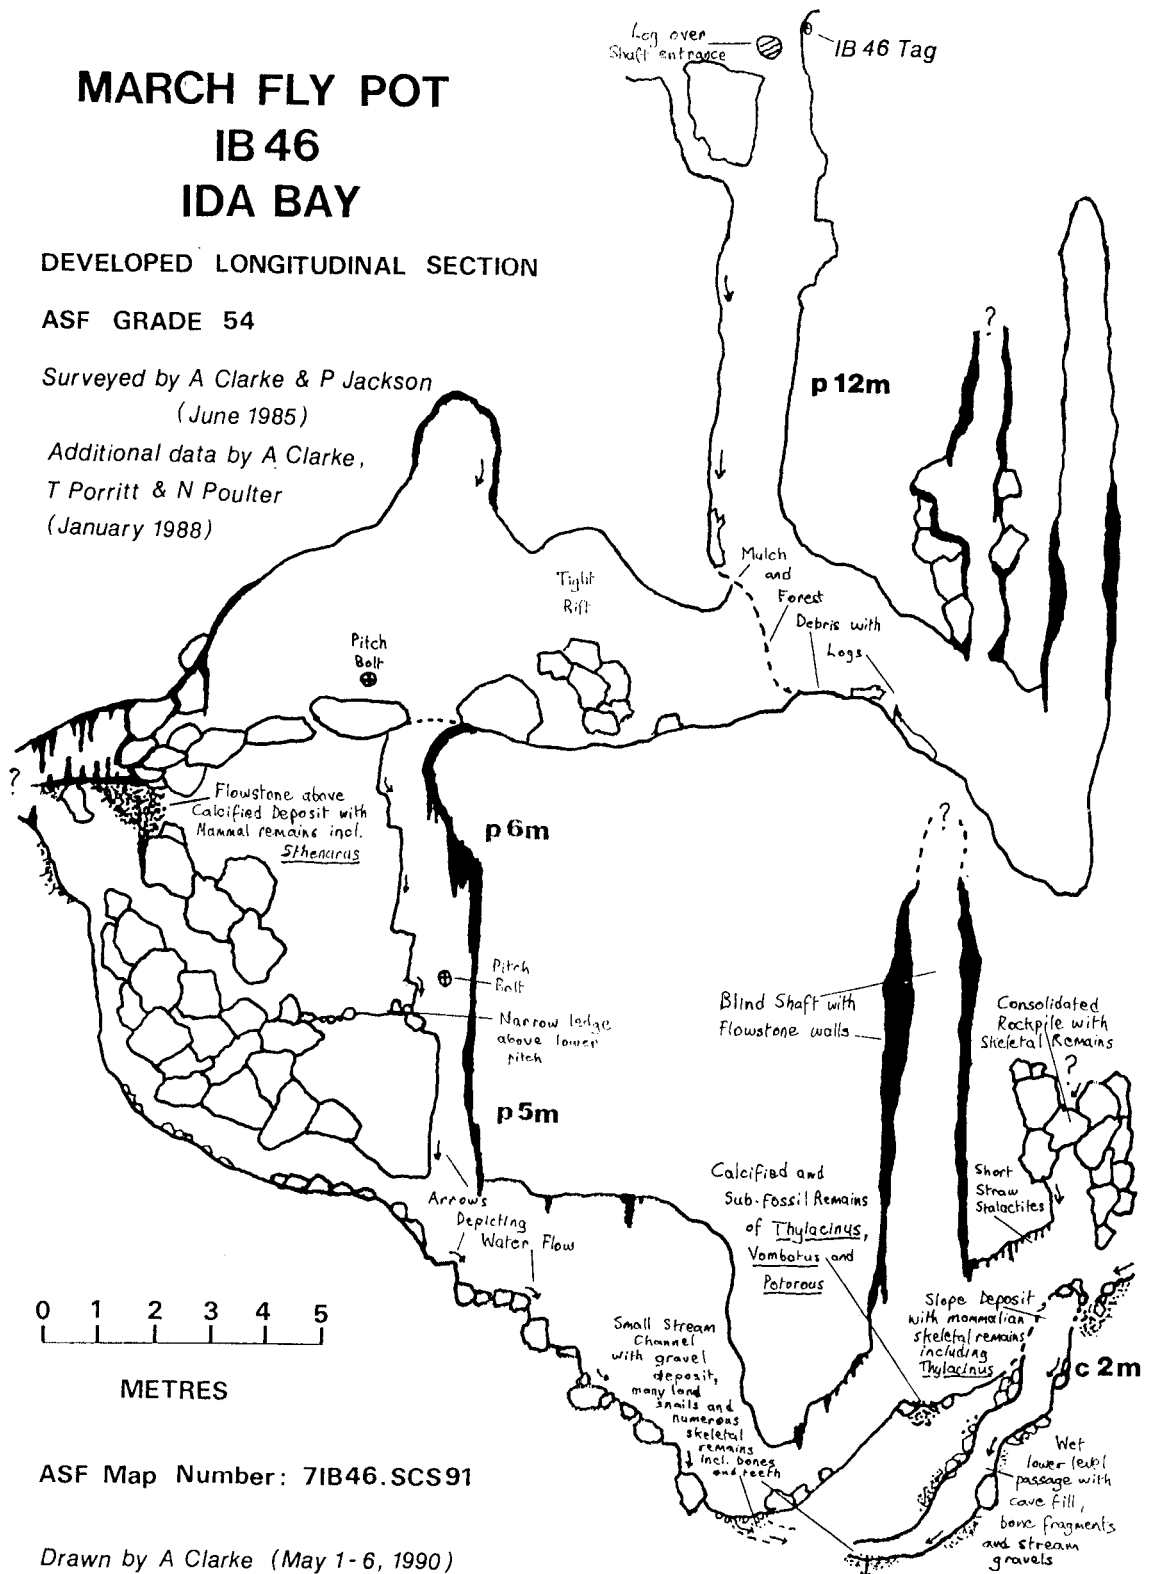 MARCH FLY POT
IB 46
IDA BAY
DEVELOPED LONGITUDINAL SECTION
ASF GRADE 54
Surveyed by A Clarke & P Jackson
(June 1985)
Additional data by A Clarke,
T Porritt & N Poulter
(January 1988)
Log over
Shaft entrance
IB 46 Tag
p 12m
?
Mulch
and
Forest
Debris with
Logs
Tight
Rift
Pitch
Bolt
?
Flowstone above
Calcified Deposit with
Mammal remains incl.
Sthenurus
p 6m
?
Pitch
Bolt
Narrow ledge
above lower
pitch
Blind Shaft with
Flowstone walls
Consolidated
Rockpile with
Skeletal Remains
?
p 5m
Short
Straw
Stalactites
Calcified and
Sub-Fossil Remains
of Thylacinus,
Vombatus and
Potorous
Arrows
Depicting
Water Flow
Slope Deposit
with mommalian
skeletal remains
including
Thylacinus
c 2m
Small Stream
Channel
with gravel
deposit,
many land
snails and
numerous
skeletal
remains
incl. bones
and teeth
Wet
lower level
passage with
cave fill,
bone fragments
and stream
gravels
0 1 2 3 4 5
METRES
ASF Map Number: 7IB46.SCS91
Drawn by A Clarke (May 1-6, 1990)